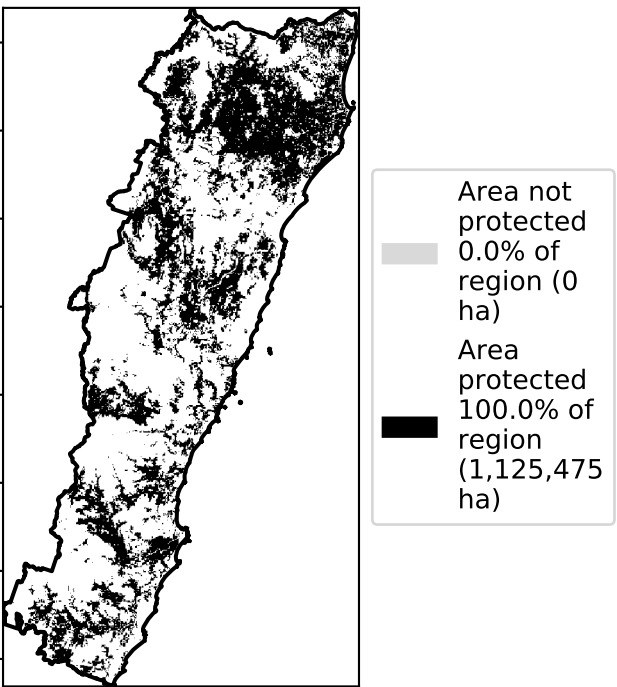 Area not
protected
0.0% of
region (0
ha)
Area
protected
100.0% of
region
(1,125,475
ha)